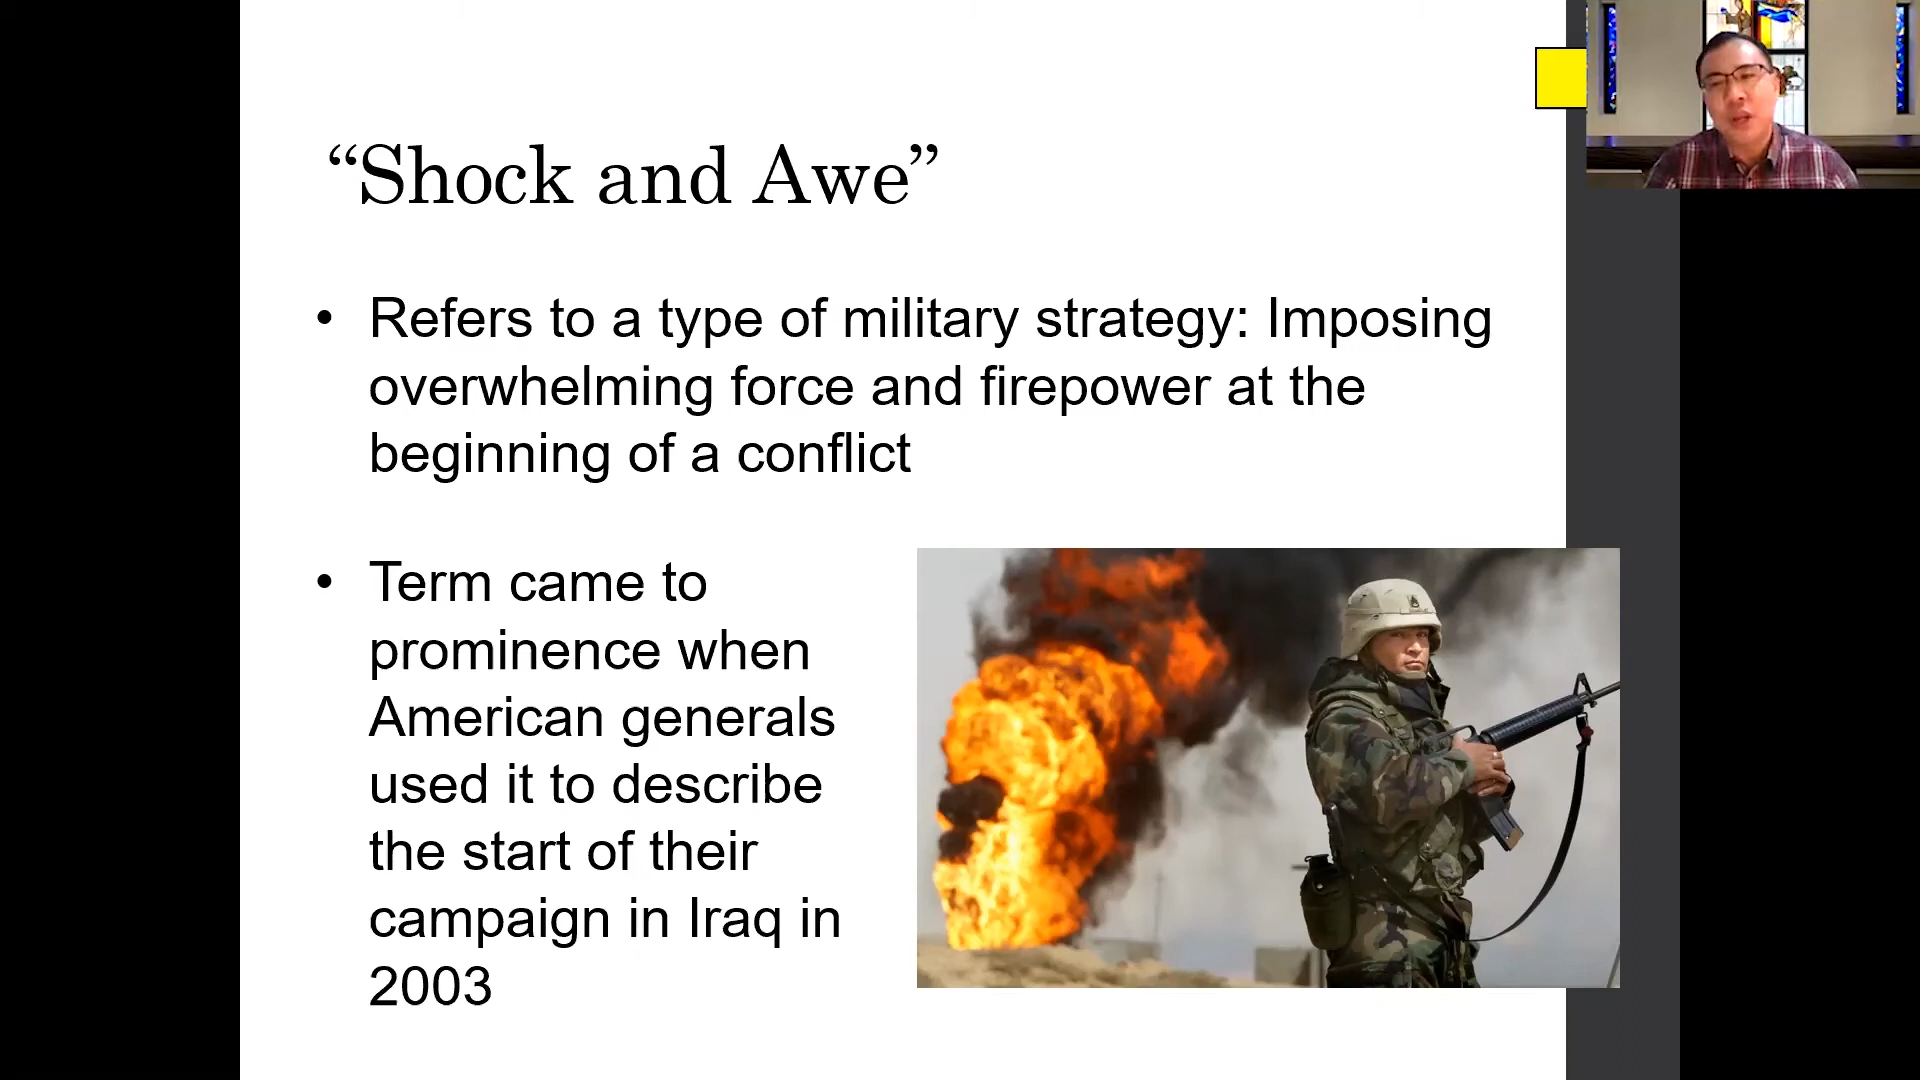 “Shock and Awe”
• Refers to a type of military strategy: Imposing
overwhelming force and firepower at the
beginning of a conflict
• Term came to
prominence when
American generals
used it to describe
the start of their
campaign in Iraq in
2003